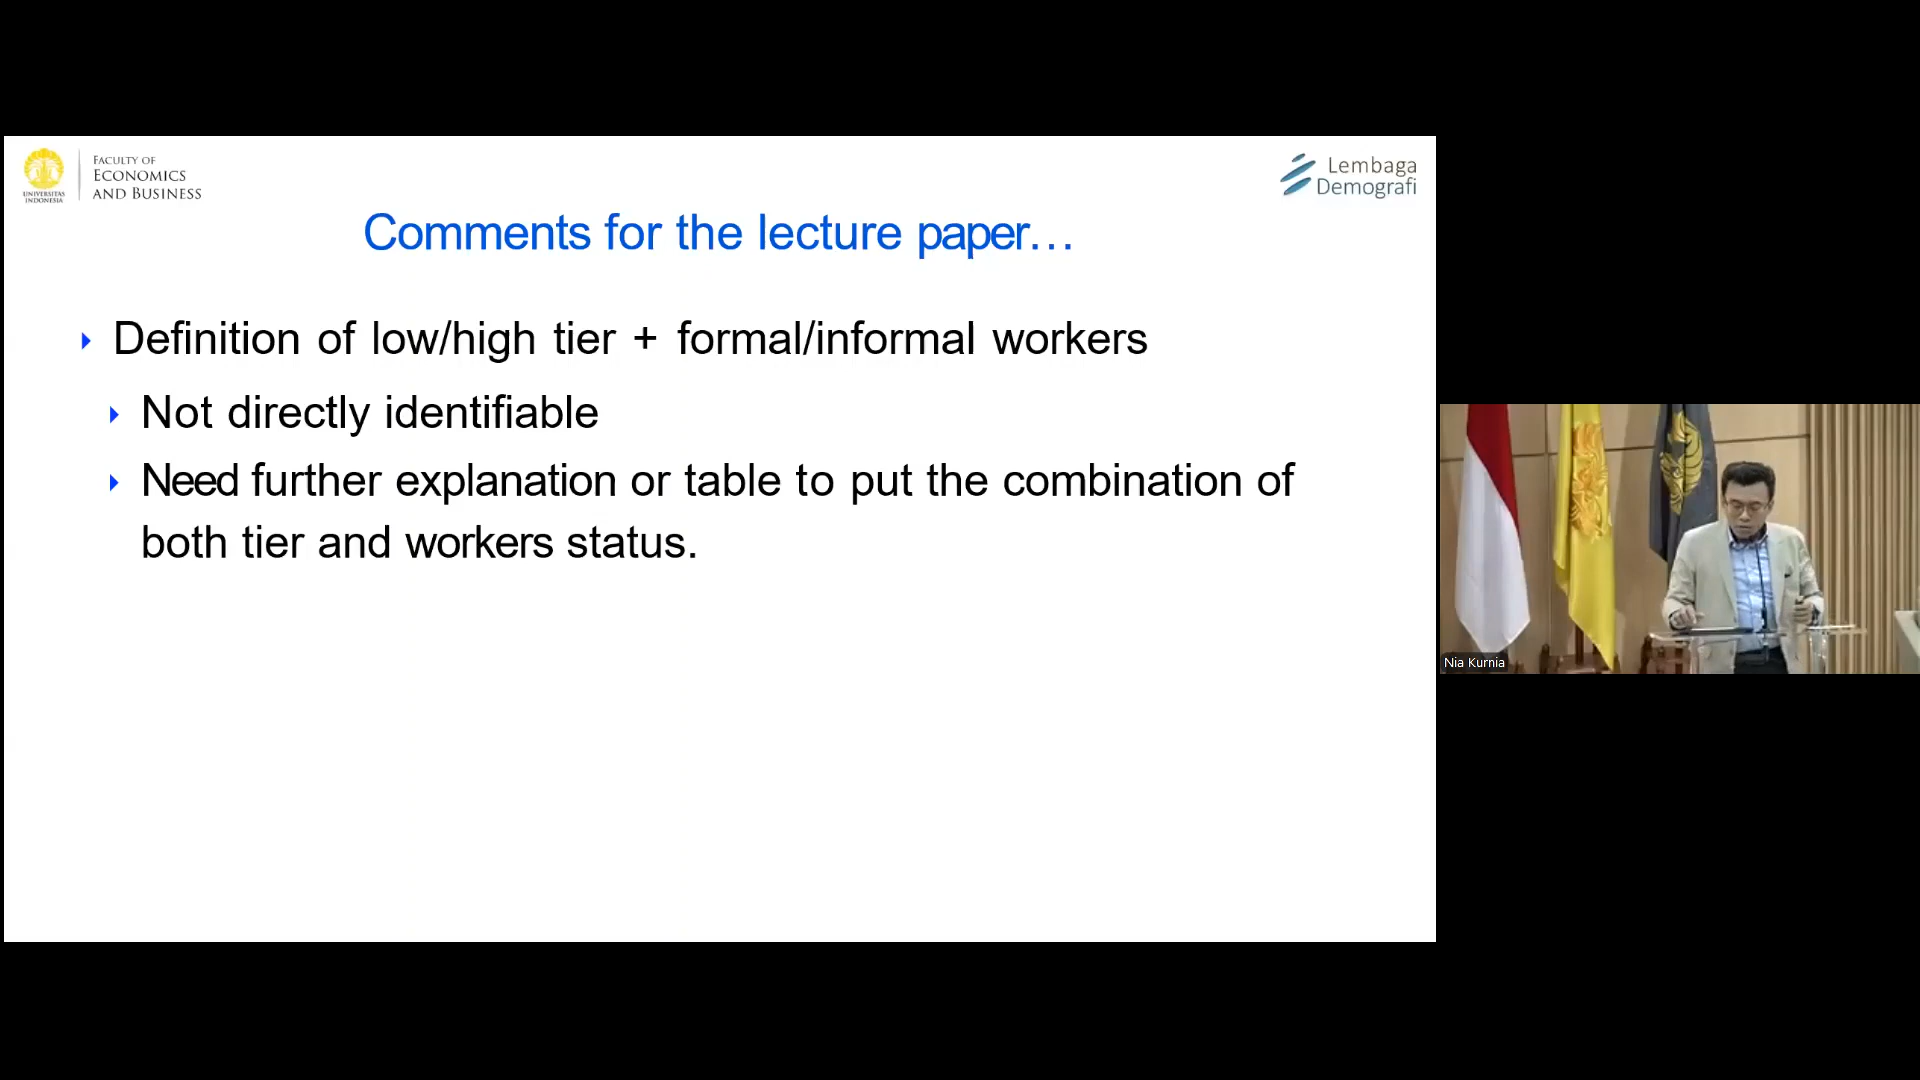 FACULTY OF
ECONOMICS
AND BUSINESS
UNIVERSITAS
INDONESIA
Lembaga
Demografi
Comments for the lecture paper…
Definition of low/high tier + formal/informal workers
Not directly identifiable
Need further explanation or table to put the combination of
both tier and workers status.
Nia Kurnia